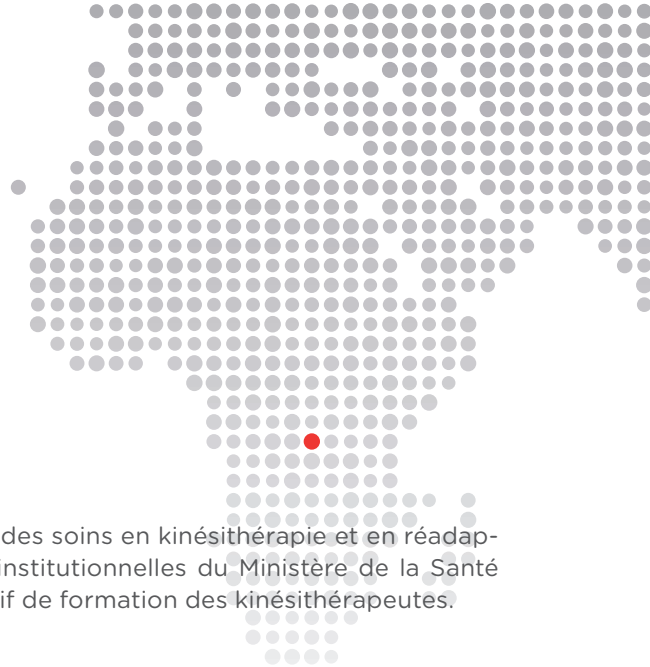 des soins en kinésithérapie et en réadap-
institutionnelles du Ministère de la Santé
if de formation des kinésithérapeutes.